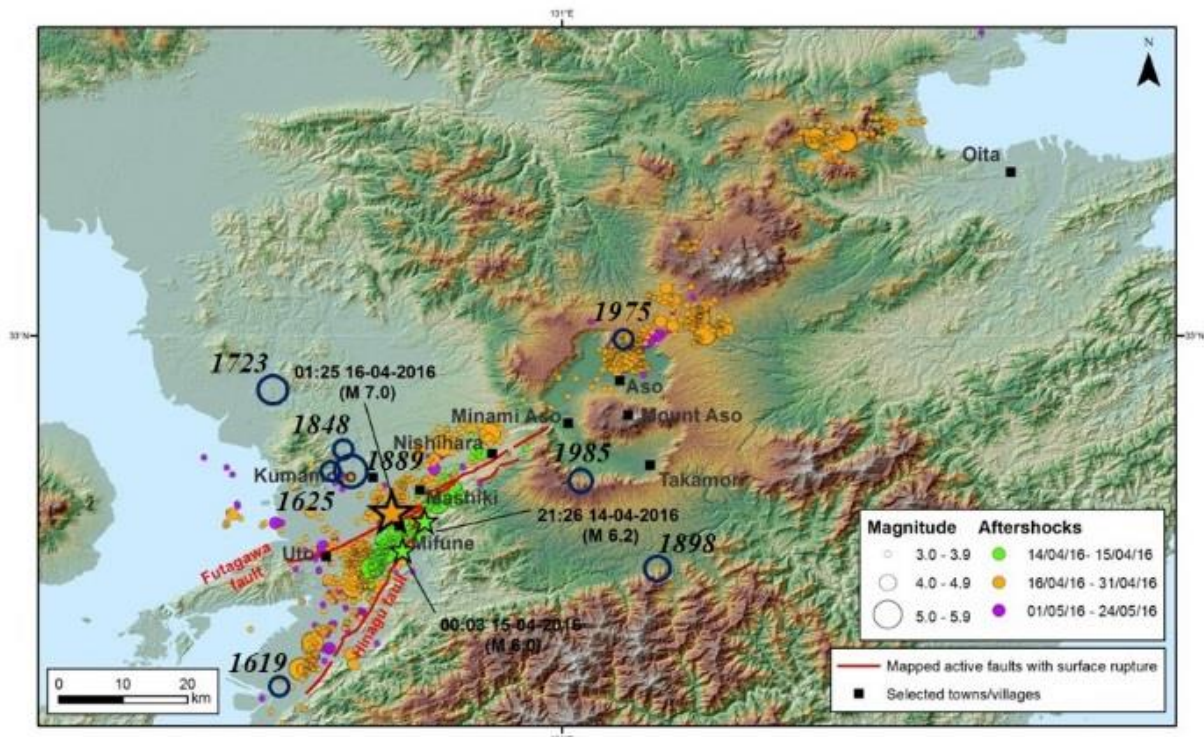 131°E
N
Oita
33°N
33°N
1975
1723
01:25 16-04-2016
(M 7.0)
Aso
Minami Aso
Mount Aso
1848
Nishihara
1889
1985
Takamori
1625
Mashiki
21:26 14-04-2016
(M 6.2)
Mifune
Uto
1898
Futagawa
fault
Hinagu fault
00:03 15-04-2016
(M 6.0)
1619
0 10 20
km
Magnitude Aftershocks
3.0 - 3.9 14/04/16- 15/04/16
4.0 - 4.9 16/04/16 - 31/04/16
5.0 - 5.9 01/05/16 - 24/05/16
Mapped active faults with surface rupture
Selected towns/villages